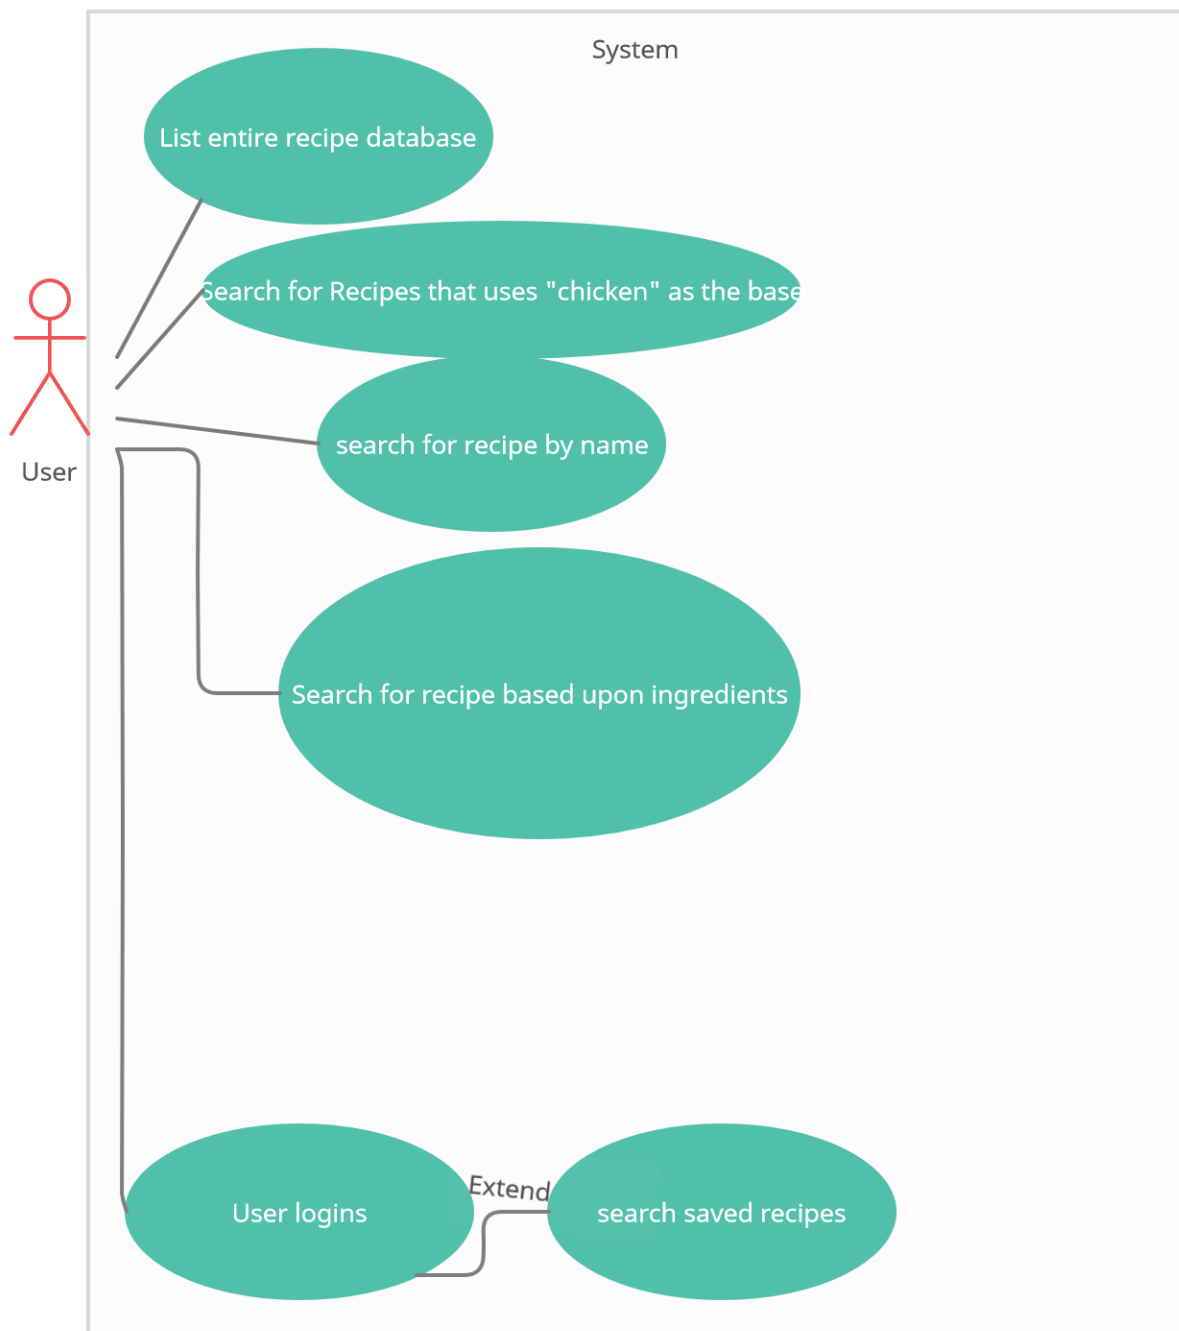 System
List entire recipe database
Search for Recipes that uses "chicken" as the base
search for recipe by name
User
Search for recipe based upon ingredients
Extend
User logins
search saved recipes